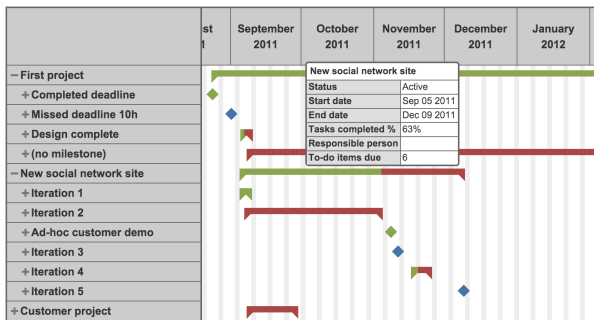 st September October November December January
1 2011 2011 2011 2011 2012
New social network site
Status Active
Start date Sep 05 2011
End date Dec 09 2011
Tasks completed % 63%
Responsible person
To-do items due 6
−First project
+Completed deadline
+Missed deadline 10h
+Design complete
+(no milestone)
−New social network site
+Iteration 1
+Iteration 2
+Ad-hoc customer demo
+Iteration 3
+Iteration 4
+Iteration 5
+Customer project